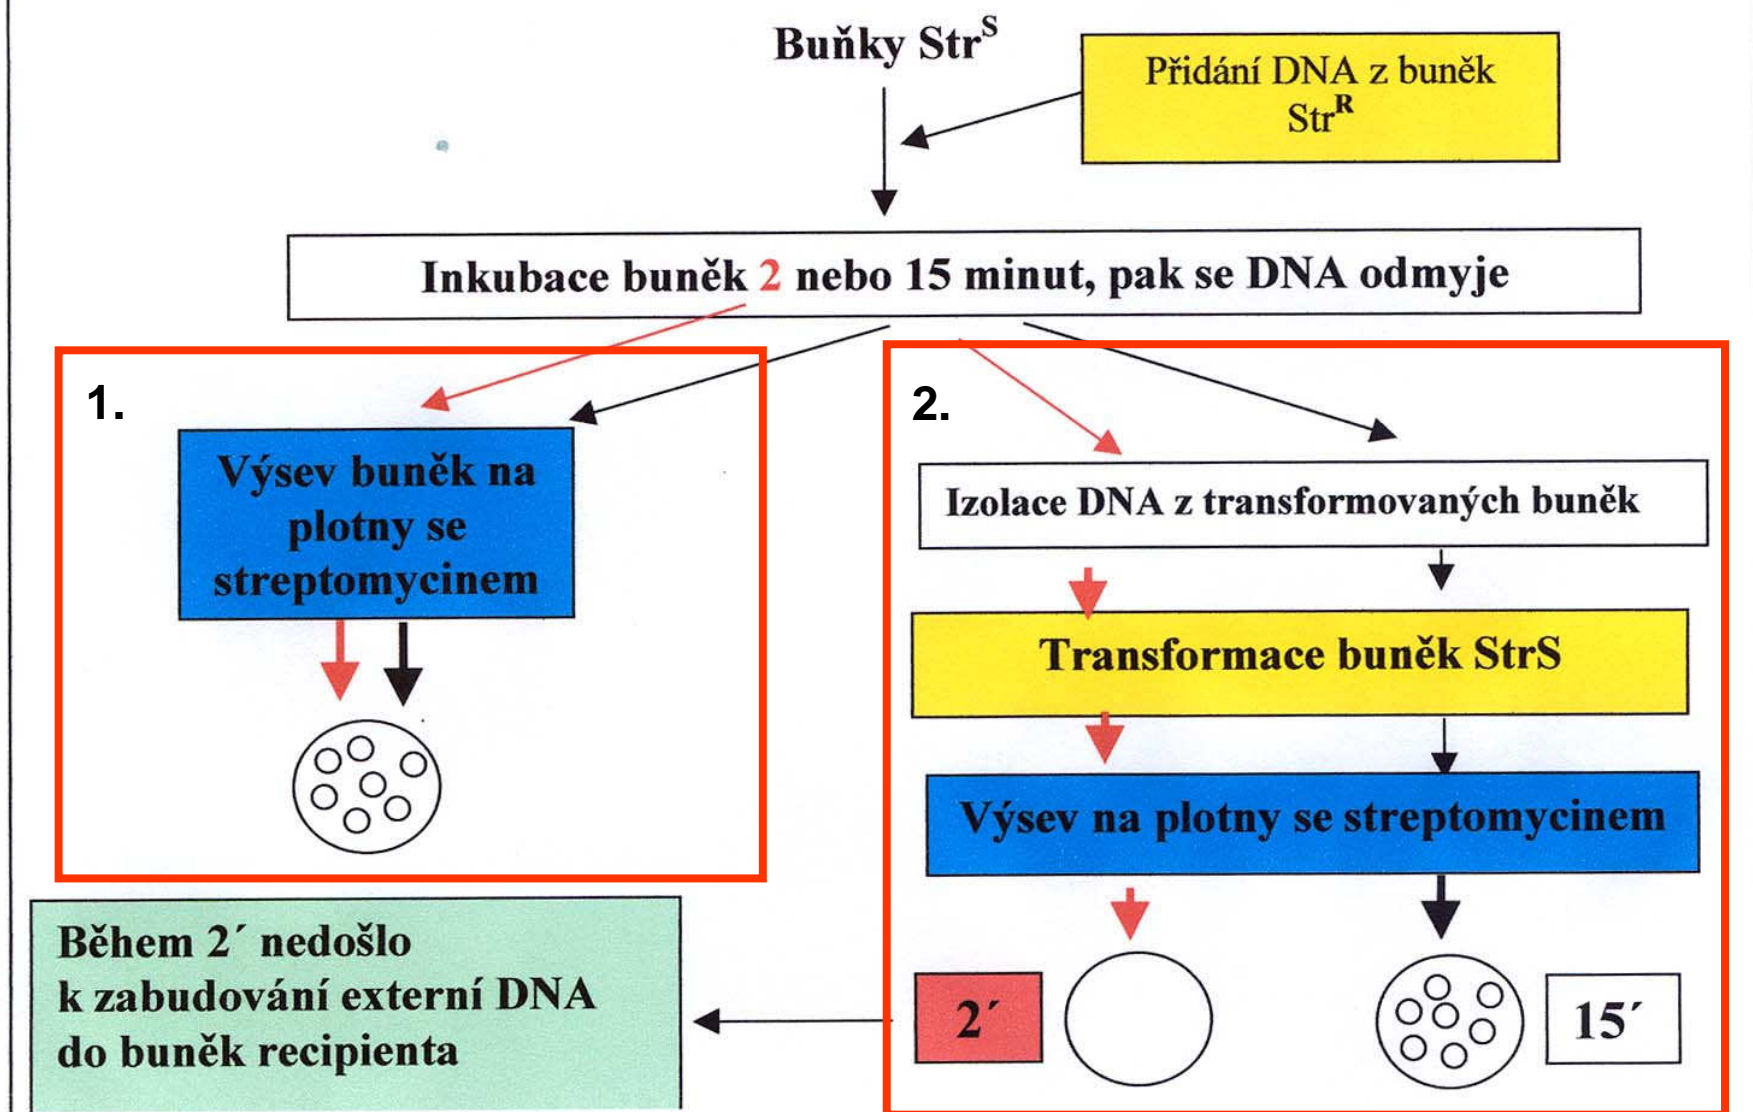 Buňky Str^S
Přidání DNA z buněk
Str^R
Inkubace buněk 2 nebo 15 minut, pak se DNA odmyje
1.
Výsev buněk na
plotny se
streptomycinem
2.
Izolace DNA z transformovaných buněk
Transformace buněk StrS
Výsev na plotny se streptomycinem
Během 2´ nedošlo
k zabudování externí DNA
do buněk recipienta
2´
15´